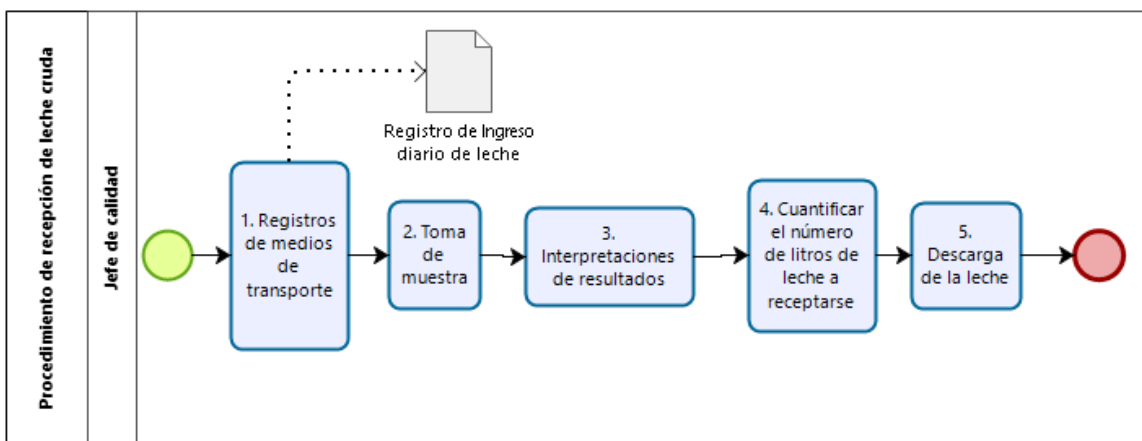 Procedimiento de recepción de leche cruda
Jefe de calidad
Registro de Ingreso
diario de leche
1. Registros
de medios
de
transporte
2. Toma
de
muestra
3.
Interpretaciones
de resultados
4. Cuantificar
el número
de litros de
leche a
receptarse
5.
Descarga
de la leche